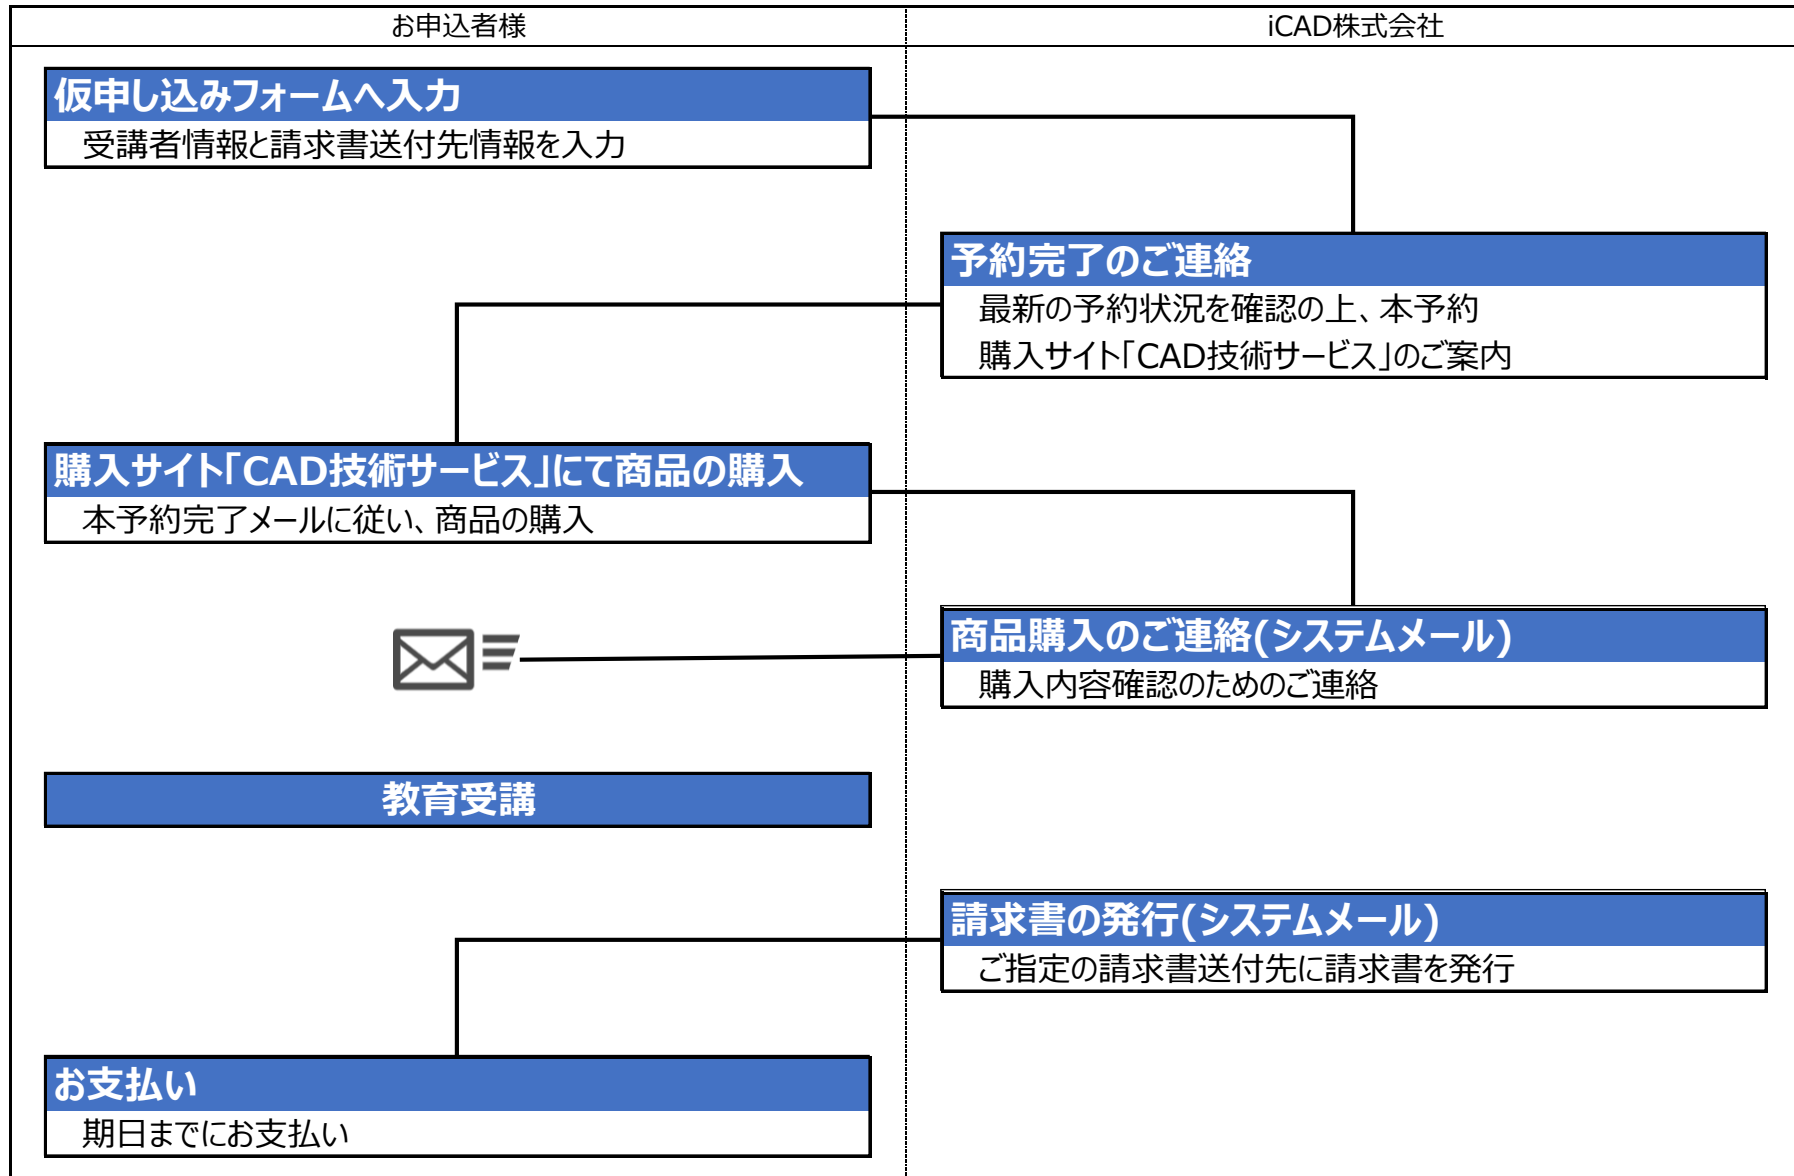 お申込者様
iCAD株式会社
仮申し込みフォームへ入力
受講者情報と請求書送付先情報を入力
予約完了のご連絡
最新の予約状況を確認の上、本予約
購入サイト「CAD技術サービス」のご案内
購入サイト「CAD技術サービス」にて商品の購入
本予約完了メールに従い、商品の購入
商品購入のご連絡(システムメール)
購入内容確認のためのご連絡
教育受講
請求書の発行(システムメール)
ご指定の請求書送付先に請求書を発行
お支払い
期日までにお支払い